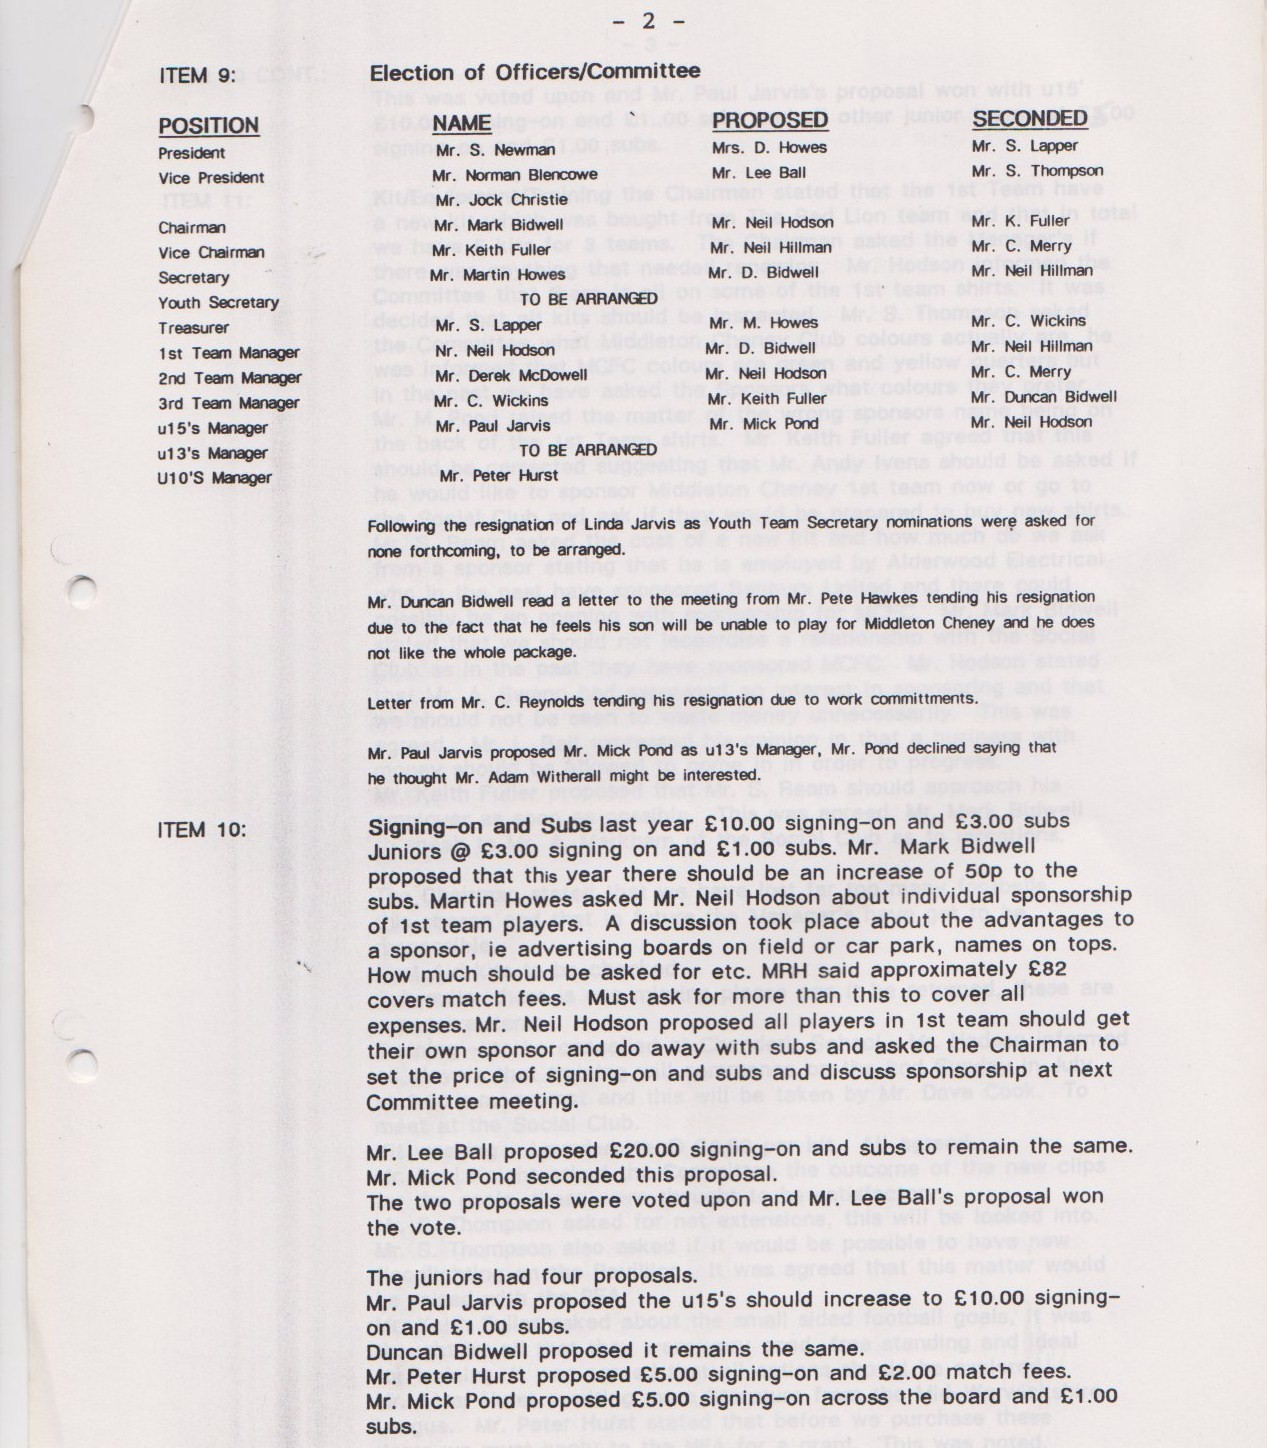 - 2 -
ITEM 9: Election of Officers/Committee
POSITION NAME PROPOSED SECONDED
President Mr. S. Newman Mrs. D. Howes Mr. S. Lapper
Vice President Mr. Norman Blencowe Mr. Lee Ball Mr. S. Thompson
Mr. Jock Christie
Chairman Mr. Mark Bidwell Mr. Neil Hodson Mr. K. Fuller
Vice Chairman Mr. Keith Fuller Mr. Neil Hillman Mr. C. Merry
Secretary Mr. Martin Howes Mr. D. Bidwell Mr. Neil Hillman
Youth Secretary TO BE ARRANGED
Treasurer Mr. S. Lapper Mr. M. Howes Mr. C. Wickins
1st Team Manager Nr. Neil Hodson Mr. D. Bidwell Mr. Neil Hillman
2nd Team Manager Mr. Derek McDowell Mr. Neil Hodson Mr. C. Merry
3rd Team Manager Mr. C. Wickins Mr. Keith Fuller Mr. Duncan Bidwell
u15's Manager Mr. Paul Jarvis Mr. Mick Pond Mr. Neil Hodson
u13's Manager TO BE ARRANGED
U10'S Manager Mr. Peter Hurst
Following the resignation of Linda Jarvis as Youth Team Secretary nominations were asked for
none forthcoming, to be arranged.
Mr. Duncan Bidwell read a letter to the meeting from Mr. Pete Hawkes tending his resignation
due to the fact that he feels his son will be unable to play for Middleton Cheney and he does
not like the whole package.
Letter from Mr. C. Reynolds tending his resignation due to work committments.
Mr. Paul Jarvis proposed Mr. Mick Pond as u13's Manager, Mr. Pond declined saying that
he thought Mr. Adam Witherall might be interested.
ITEM 10: Signing-on and Subs last year £10.00 signing-on and £3.00 subs
Juniors @ £3.00 signing on and £1.00 subs. Mr. Mark Bidwell
proposed that this year there should be an increase of 50p to the
subs. Martin Howes asked Mr. Neil Hodson about individual sponsorship
of 1st team players. A discussion took place about the advantages to
a sponsor, ie advertising boards on field or car park, names on tops.
How much should be asked for etc. MRH said approximately £82
covers match fees. Must ask for more than this to cover all
expenses. Mr. Neil Hodson proposed all players in 1st team should get
their own sponsor and do away with subs and asked the Chairman to
set the price of signing-on and subs and discuss sponsorship at next
Committee meeting.
Mr. Lee Ball proposed £20.00 signing-on and subs to remain the same.
Mr. Mick Pond seconded this proposal.
The two proposals were voted upon and Mr. Lee Ball's proposal won
the vote.
The juniors had four proposals.
Mr. Paul Jarvis proposed the u15's should increase to £10.00 signing-
on and £1.00 subs.
Duncan Bidwell proposed it remains the same.
Mr. Peter Hurst proposed £5.00 signing-on and £2.00 match fees.
Mr. Mick Pond proposed £5.00 signing-on across the board and £1.00
subs.